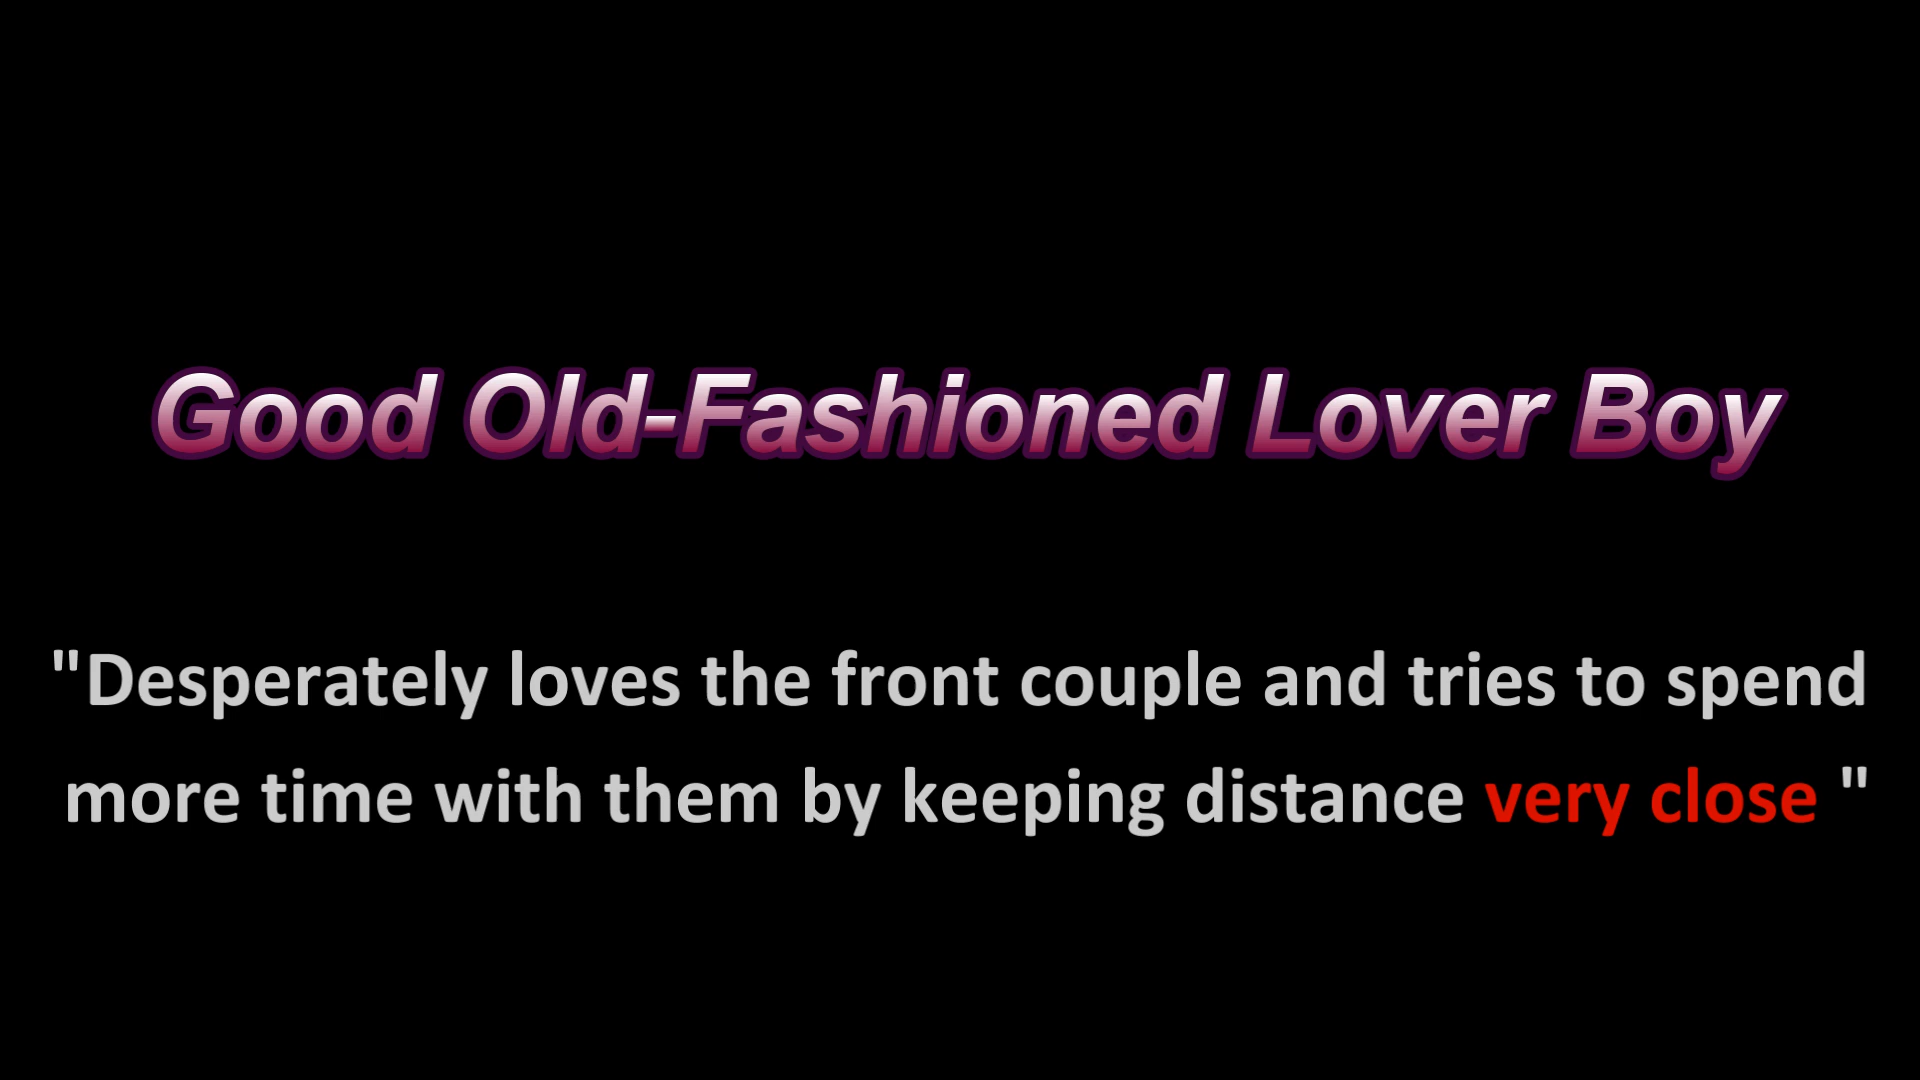 Good Old-Fashioned Lover Boy
"Desperately loves the front couple and tries to spend
more time with them by keeping distance very close "